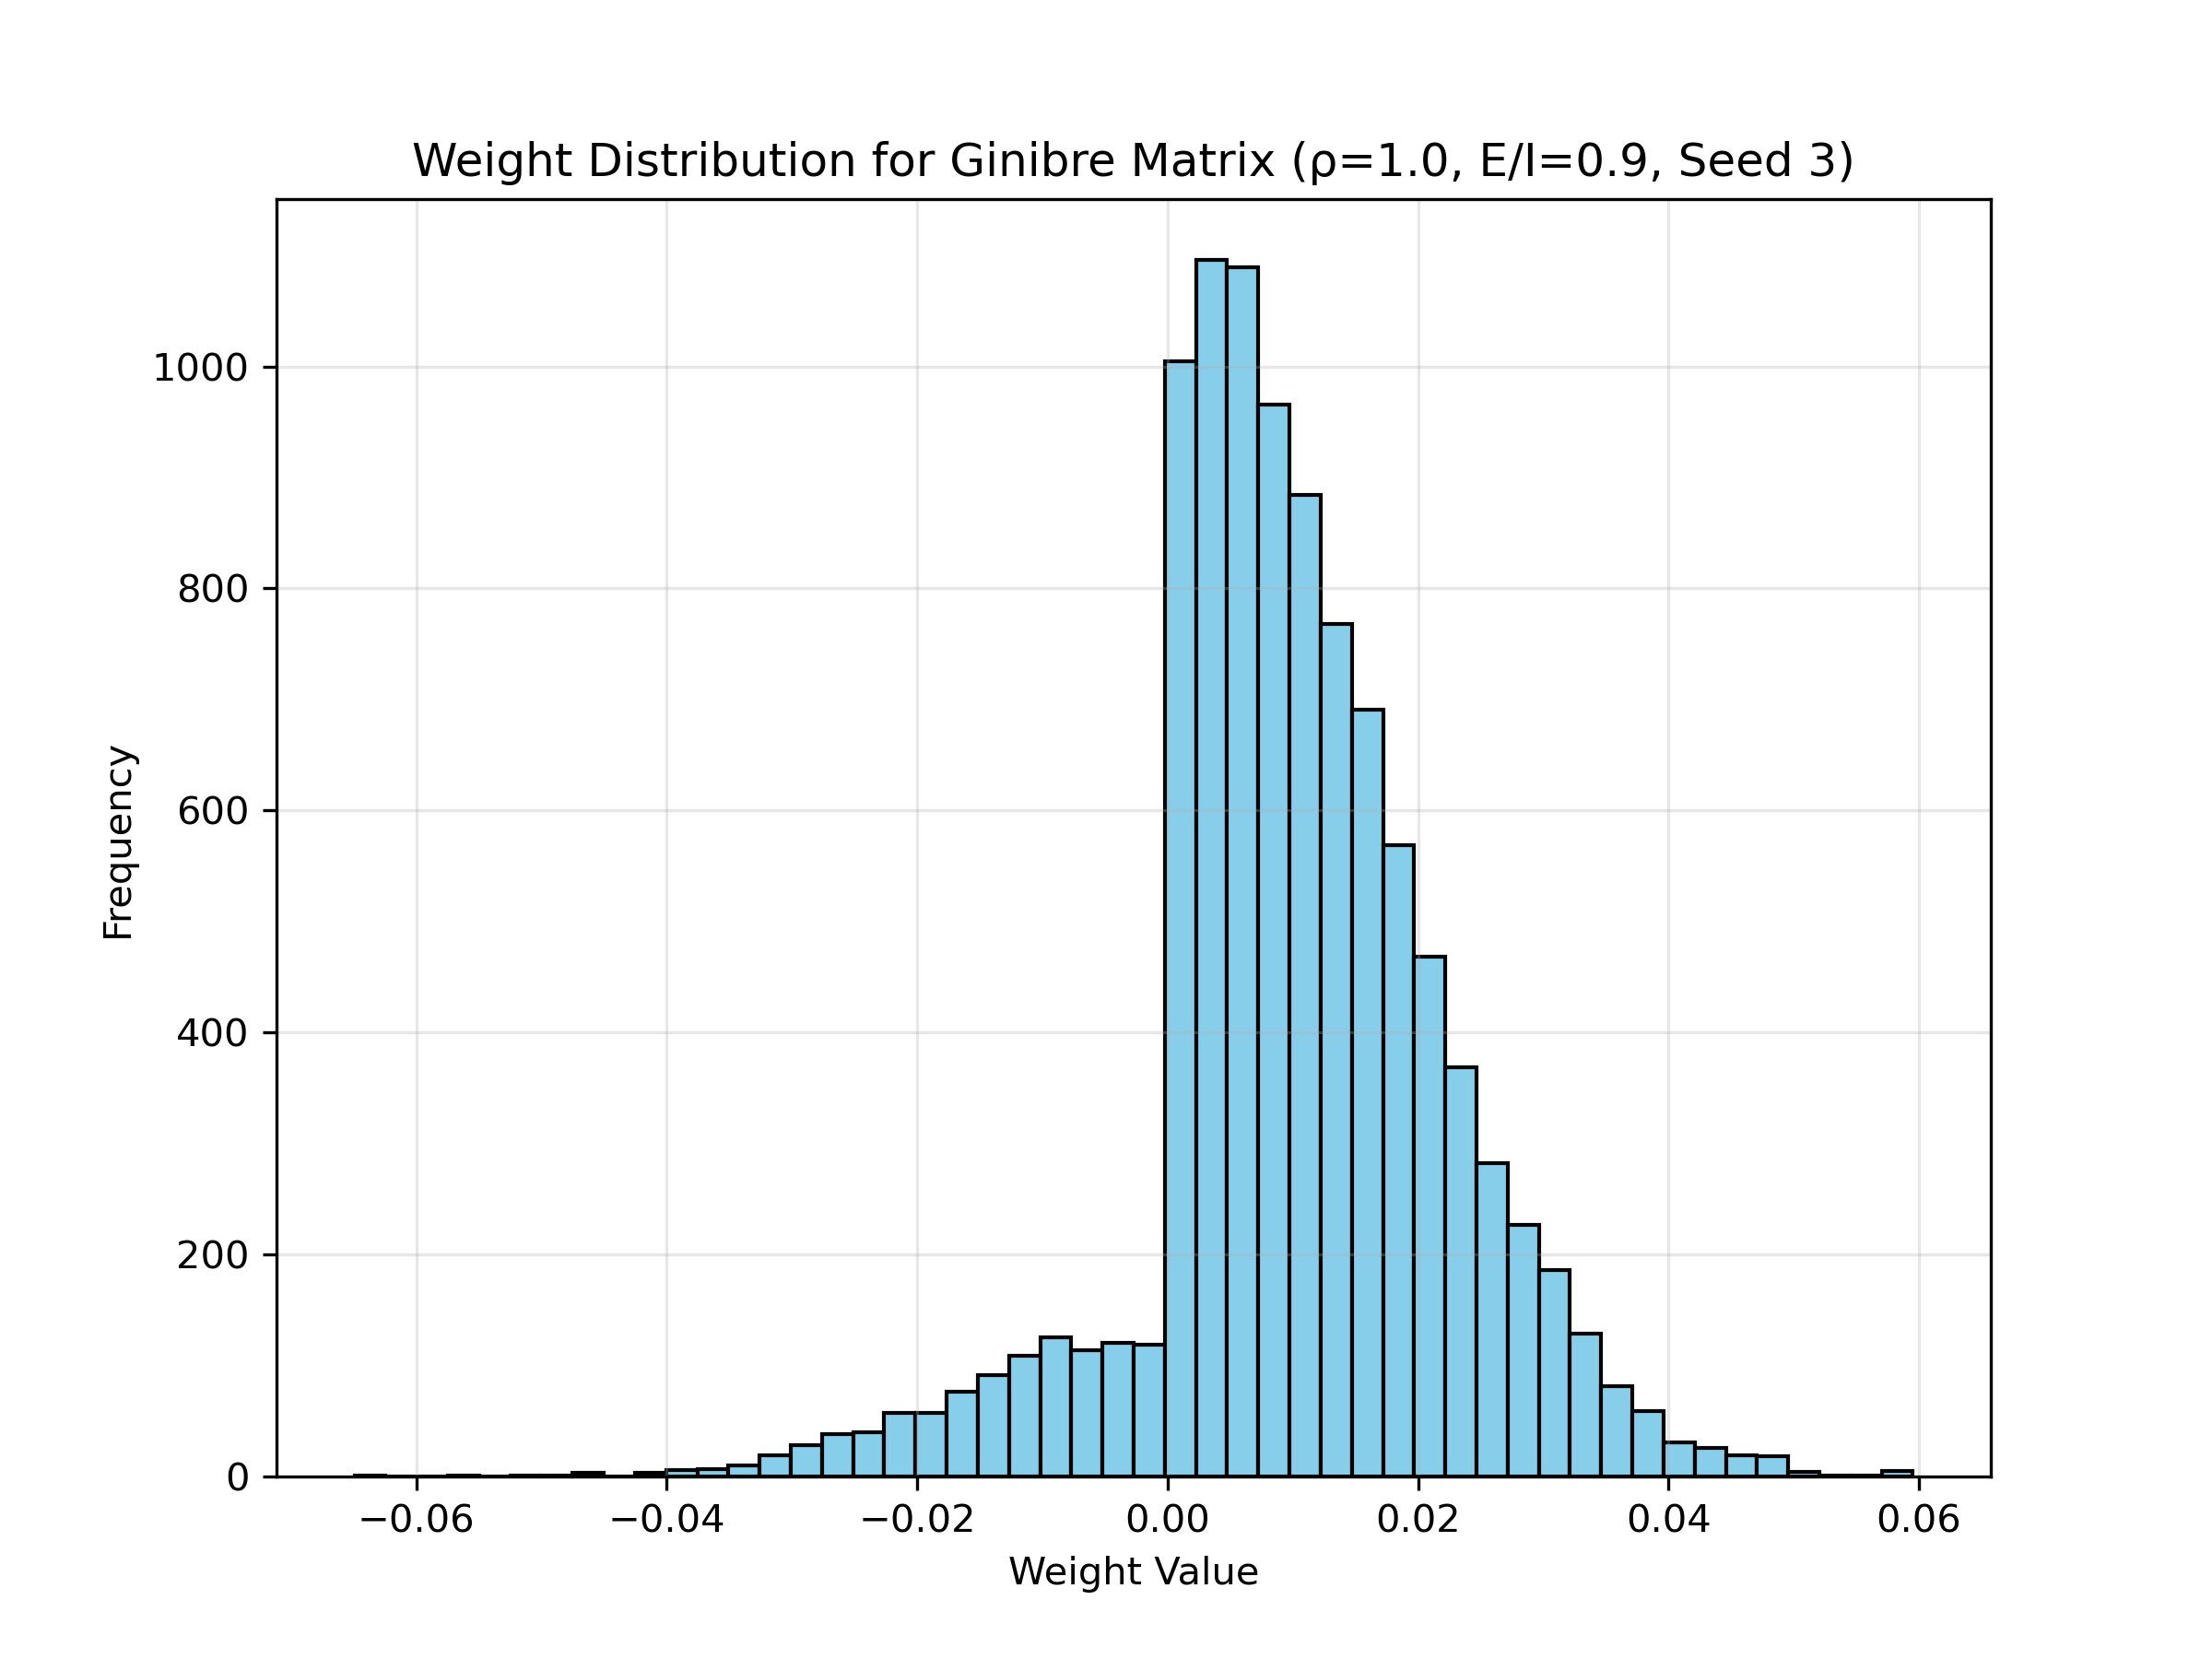 Weight Distribution for Ginibre Matrix (ρ=1.0, E/I=0.9, Seed 3)
Frequency
1000
800
600
400
200
0
−0.06 −0.04 −0.02 0.00 0.02 0.04 0.06
Weight Value